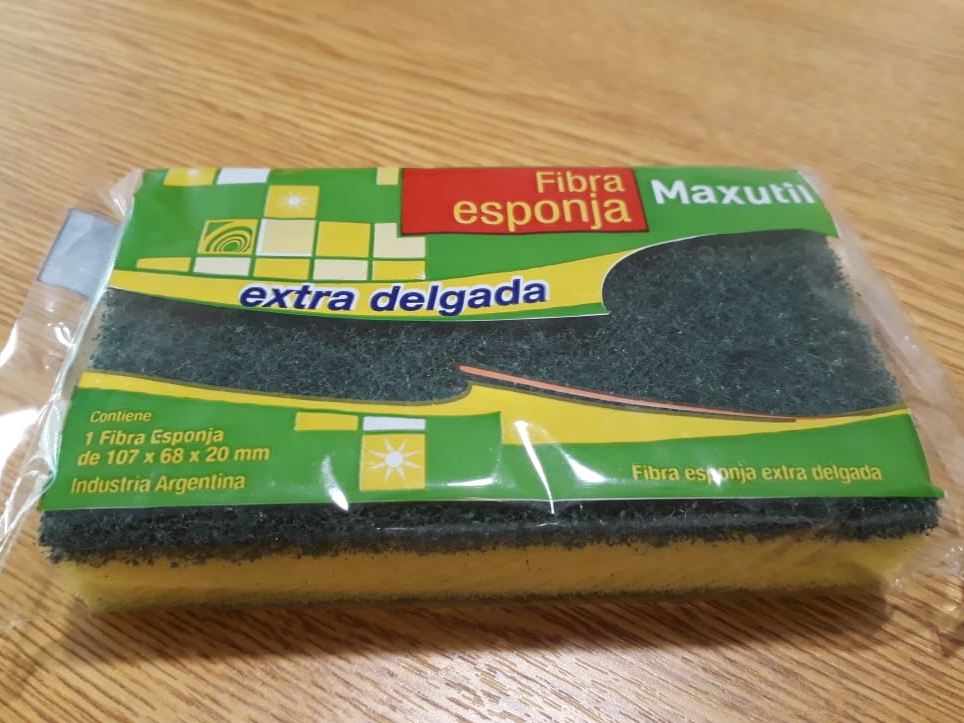 Fibra
esponja
Maxutil
extra delgada
Contiene
1 Fibra Esponja
de 107 x 68 x 20 mm
Industria Argentina
Fibra esponja extra delgada